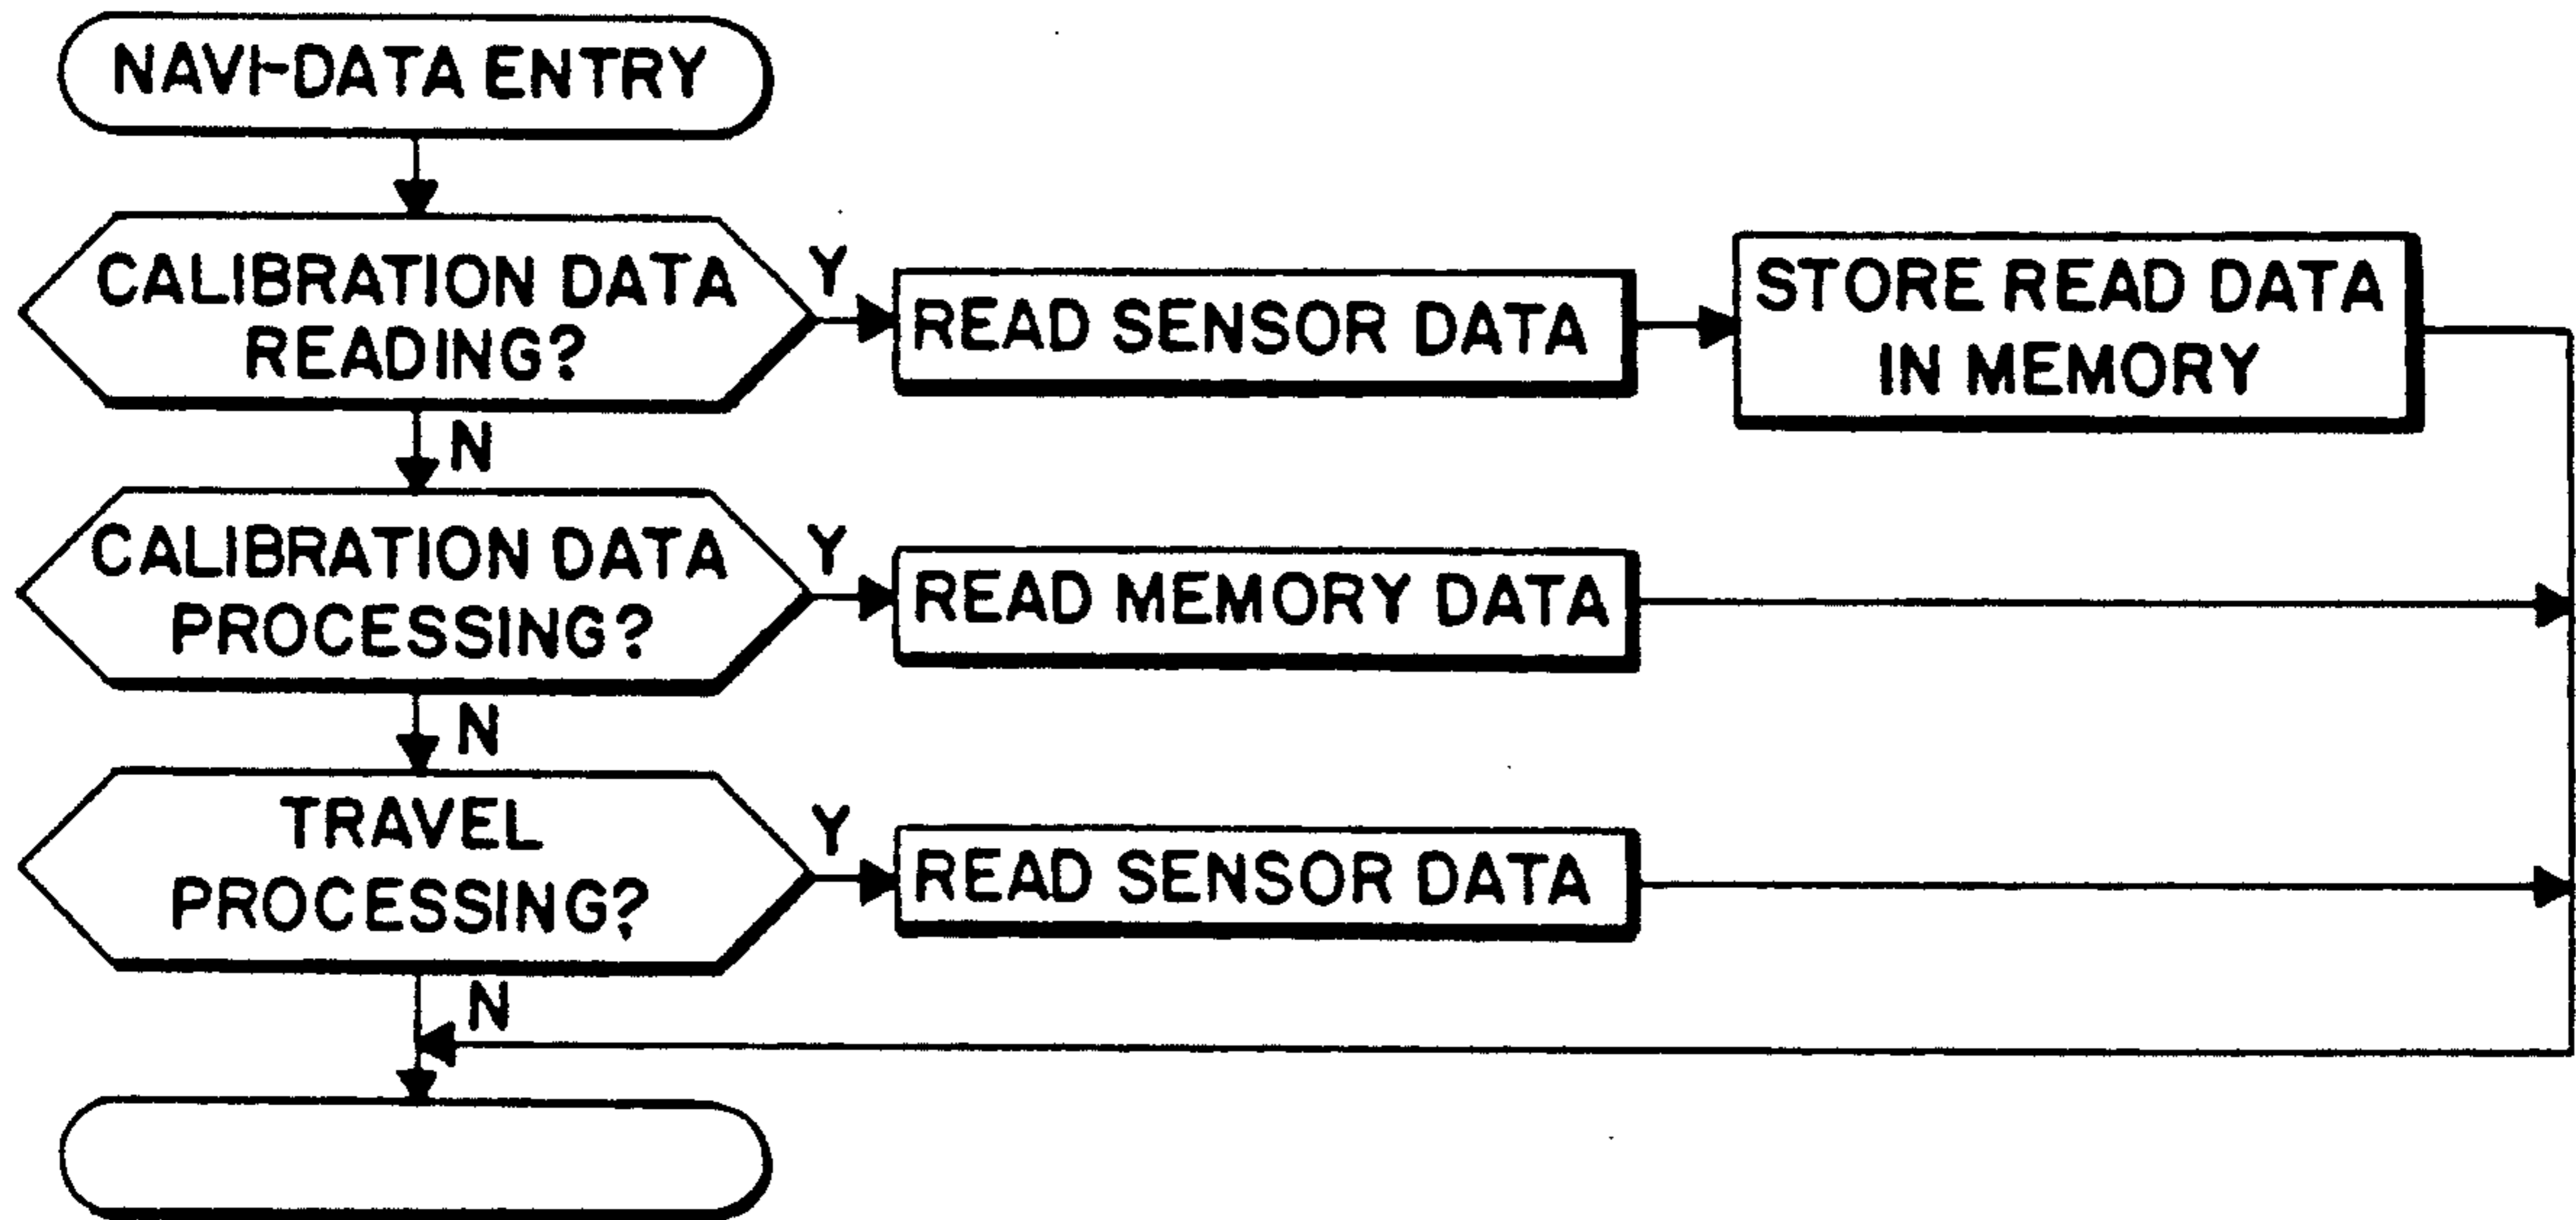 NAVI-DATA ENTRY
CALIBRATION DATA
READING?
Y
READ SENSOR DATA
STORE READ DATA
IN MEMORY
N
CALIBRATION DATA
PROCESSING?
Y
READ MEMORY DATA
N
TRAVEL
PROCESSING?
Y
READ SENSOR DATA
N